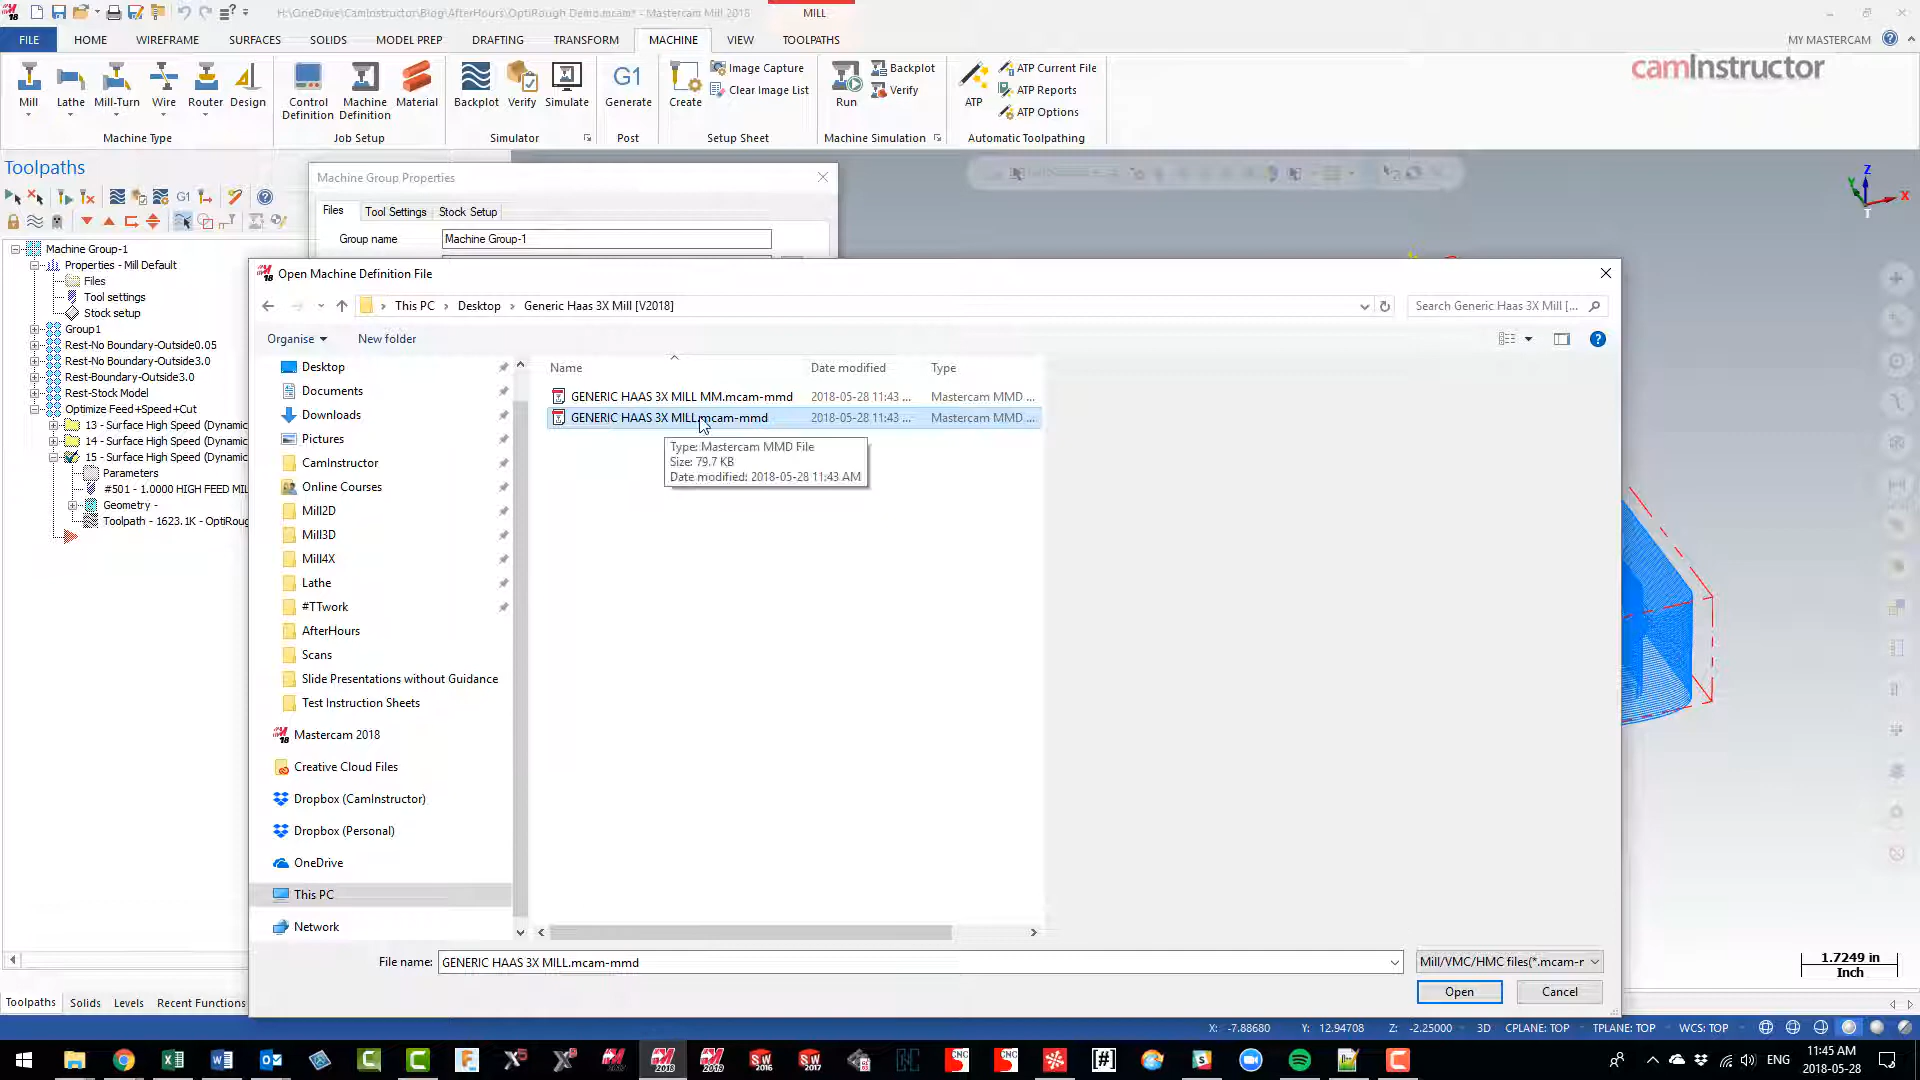 H:\OneDrive\CamInstructor\Blog\AfterHours\OptiRough Demo.mcam* - Mastercam Mill 2018
MILL
FILE HOME WIREFRAME SURFACES SOLIDS MODEL PREP DRAFTING TRANSFORM MACHINE VIEW TOOLPATHS
MY MASTERCAM
camInstructor
Mill Lathe Mill-Turn Wire Router Design
Machine Type
Control Definition
Machine Definition
Material
Job Setup
Backplot Verify Simulate
Simulator
G1
Generate
Post
Create
Image Capture
Clear Image List
Setup Sheet
Run
Backplot
Verify
Machine Simulation
ATP
ATP Current File
ATP Reports
ATP Options
Automatic Toolpathing
Toolpaths
G1
Machine Group-1
Properties - Mill Default
Files
Tool settings
Stock setup
Group1
Rest-No Boundary-Outside0.05
Rest-No Boundary-Outside3.0
Rest-Boundary-Outside3.0
Rest-Stock Model
Optimize Feed+Speed+Cut
13 - Surface High Speed (Dynamic
14 - Surface High Speed (Dynamic
15 - Surface High Speed (Dynamic
Parameters
#501 - 1.0000 HIGH FEED MIL
Geometry -
Toolpath - 1623.1K - OptiRough
Machine Group Properties
Files Tool Settings Stock Setup
Group name
Machine Group-1
Open Machine Definition File
This PC > Desktop > Generic Haas 3X Mill [V2018]
Search Generic Haas 3X Mill [...
Organise
New folder
Desktop
Documents
Downloads
Pictures
CamInstructor
Online Courses
Mill2D
Mill3D
Mill4X
Lathe
#TTwork
AfterHours
Scans
Slide Presentations without Guidance
Test Instruction Sheets
Mastercam 2018
Creative Cloud Files
Dropbox (CamInstructor)
Dropbox (Personal)
OneDrive
This PC
Network
Name Date modified Type
GENERIC HAAS 3X MILL MM.mcam-mmd 2018-05-28 11:43 ... Mastercam MMD ...
GENERIC HAAS 3X MILL.mcam-mmd 2018-05-28 11:43 ... Mastercam MMD ...
Type: Mastercam MMD File
Size: 79.7 KB
Date modified: 2018-05-28 11:43 AM
File name:
GENERIC HAAS 3X MILL.mcam-mmd
Mill/VMC/HMC files(*.mcam-r
Open
Cancel
Z
Y
X
T
1.7249 in
Inch
Toolpaths Solids Levels Recent Functions
X: -7.88680 Y: 12.94708 Z: -2.25000 3D CPLANE: TOP TPLANE: TOP WCS: TOP
ENG
11:45 AM
2018-05-28